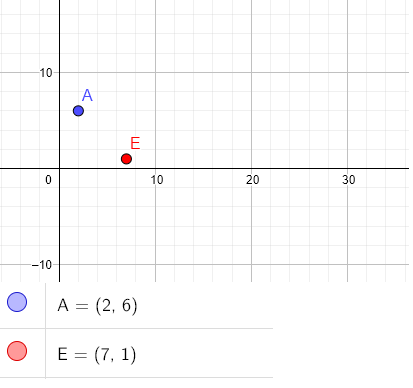 10
A
E
0 10 20 30
–10
A = (2, 6)
E = (7, 1)